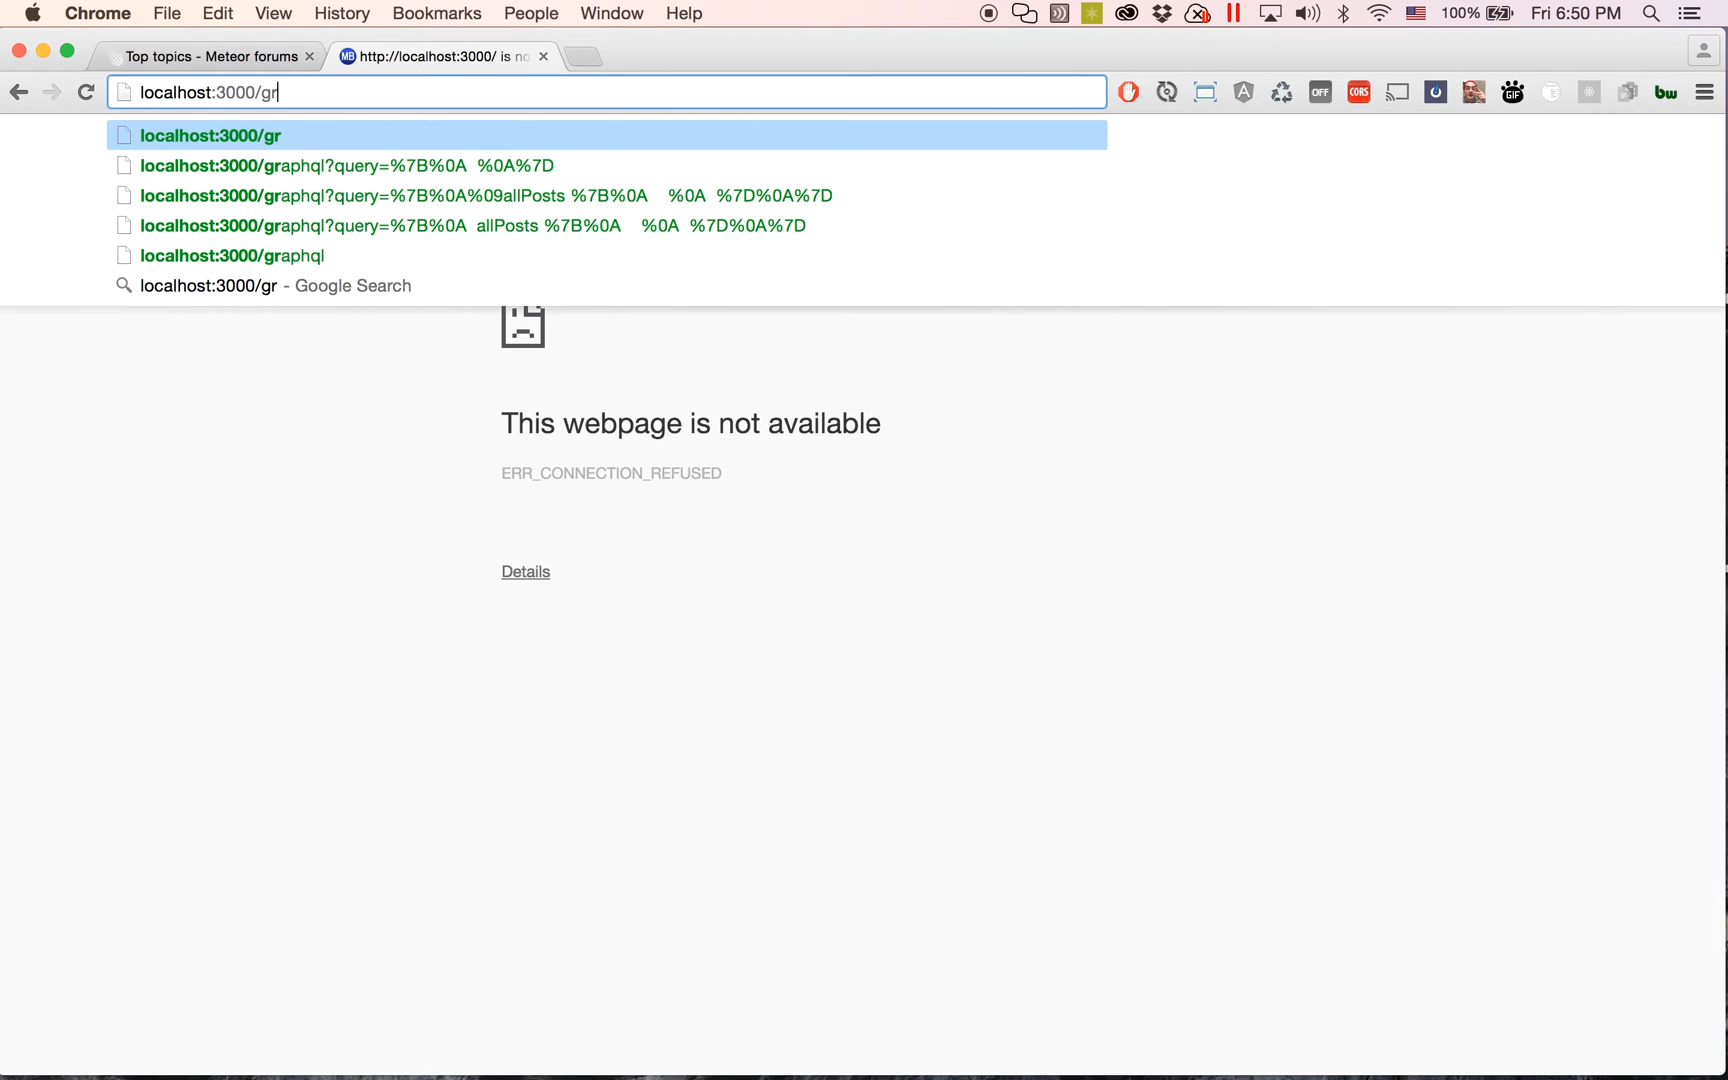 Chrome File Edit View History Bookmarks People Window Help 100% Fri 6:50 PM
Top topics - Meteor forums MB http://localhost:3000/ is no
localhost:3000/gr OFF CORS GIF bw
localhost:3000/gr
localhost:3000/graphql?query=%7B%0A %0A%7D
localhost:3000/graphql?query=%7B%0A%09allPosts %7B%0A %0A %7D%0A%7D
localhost:3000/graphql?query=%7B%0A allPosts %7B%0A %0A %7D%0A%7D
localhost:3000/graphql
localhost:3000/gr - Google Search
This webpage is not available
ERR_CONNECTION_REFUSED
Details